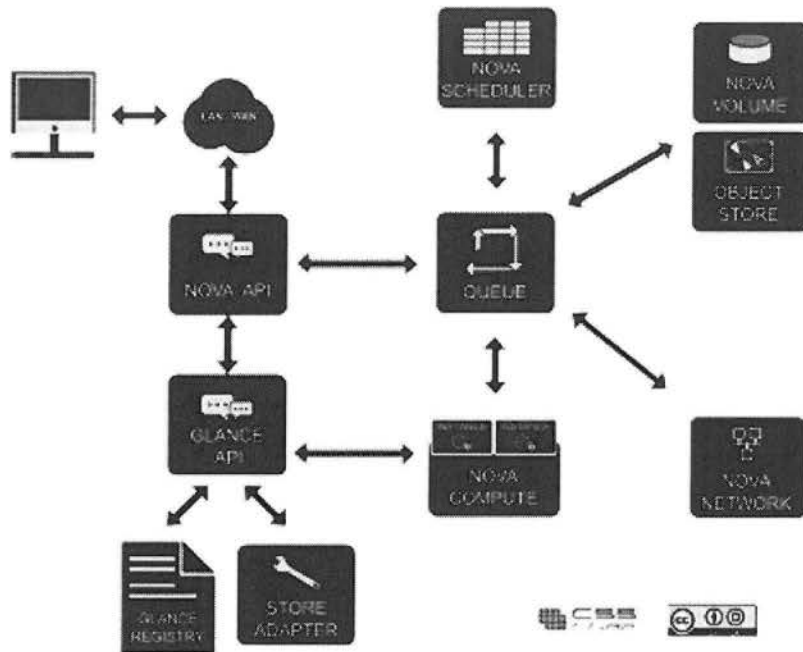 NOVA
SCHEDULER
NOVA
VOLUME
LAN/WAN
OBJECT
STORE
NOVA API
QUEUE
GLANCE
API
NOVA
COMPUTE
NOVA
NETWORK
GLANCE
REGISTRY
STORE
ADAPTER
CSS
cc